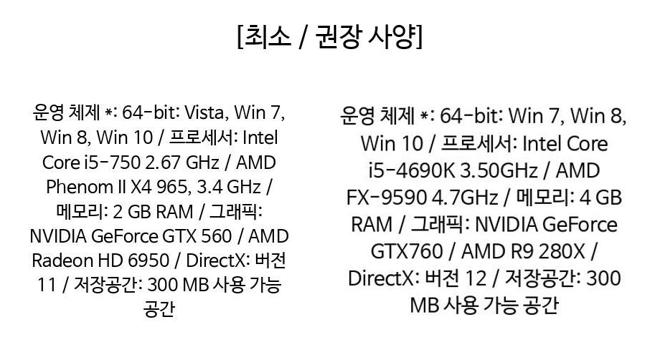 [최소 / 권장 사양]
운영 체제 *: 64-bit: Vista, Win 7,
Win 8, Win 10 / 프로세서: Intel
Core i5-750 2.67 GHz / AMD
Phenom II X4 965, 3.4 GHz /
메모리: 2 GB RAM / 그래픽:
NVIDIA GeForce GTX 560 / AMD
Radeon HD 6950 / DirectX: 버전
11 / 저장공간: 300 MB 사용 가능
공간
운영 체제 *: 64-bit: Win 7, Win 8,
Win 10 / 프로세서: Intel Core
i5-4690K 3.50GHz / AMD
FX-9590 4.7GHz / 메모리: 4 GB
RAM / 그래픽: NVIDIA GeForce
GTX760 / AMD R9 280X /
DirectX: 버전 12 / 저장공간: 300
MB 사용 가능 공간